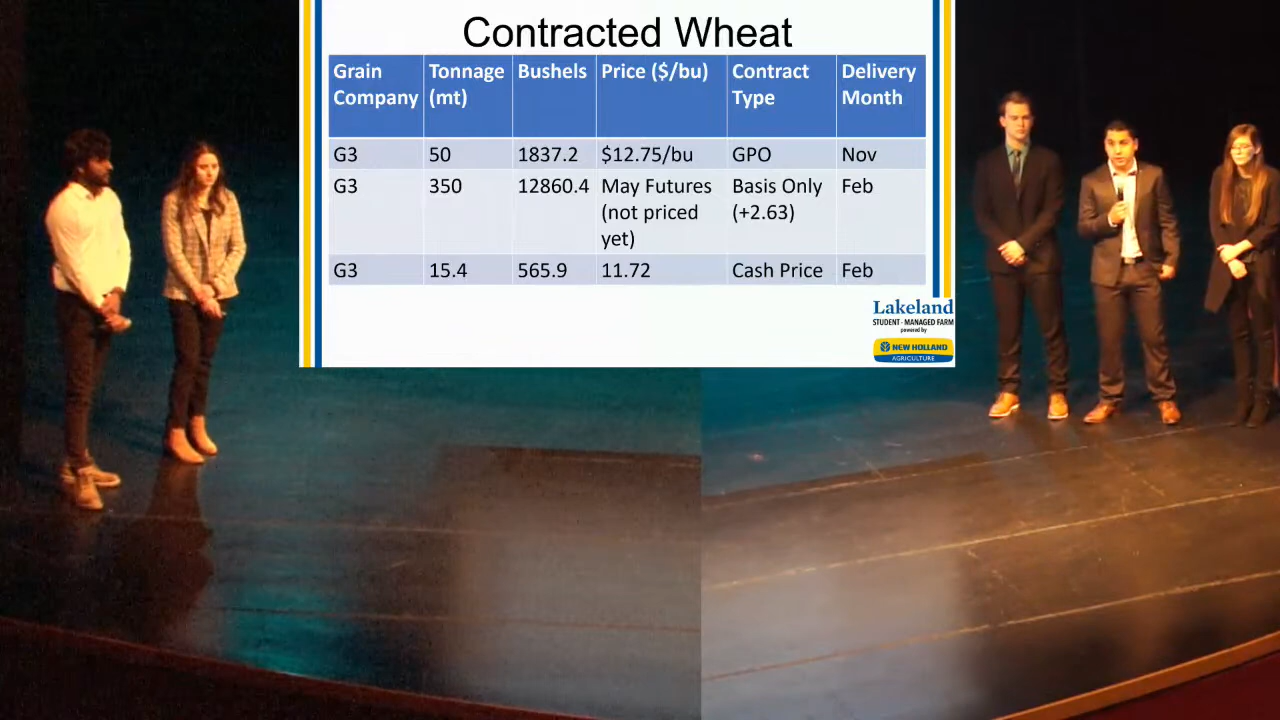 Contracted Wheat
Grain Company Tonnage (mt) Bushels Price ($/bu) Contract Type Delivery Month
G3 50 1837.2 $12.75/bu GPO Nov
G3 350 12860.4 May Futures (not priced yet) Basis Only (+2.63) Feb
G3 15.4 565.9 11.72 Cash Price Feb
Lakeland
STUDENT-MANAGED FARM
powered by
NEW HOLLAND
AGRICULTURE